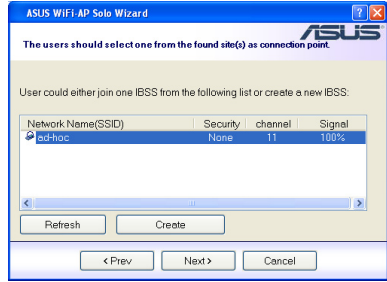 ASUS WiFi-AP Solo Wizard
The users should select one from the found site(s) as connection point.
ASUS
User could either join one IBSS from the following list or create a new IBSS:
Network Name(SSID) Security channel Signal
ad-hoc None 11 100%
Refresh Create
< Prev Next > Cancel